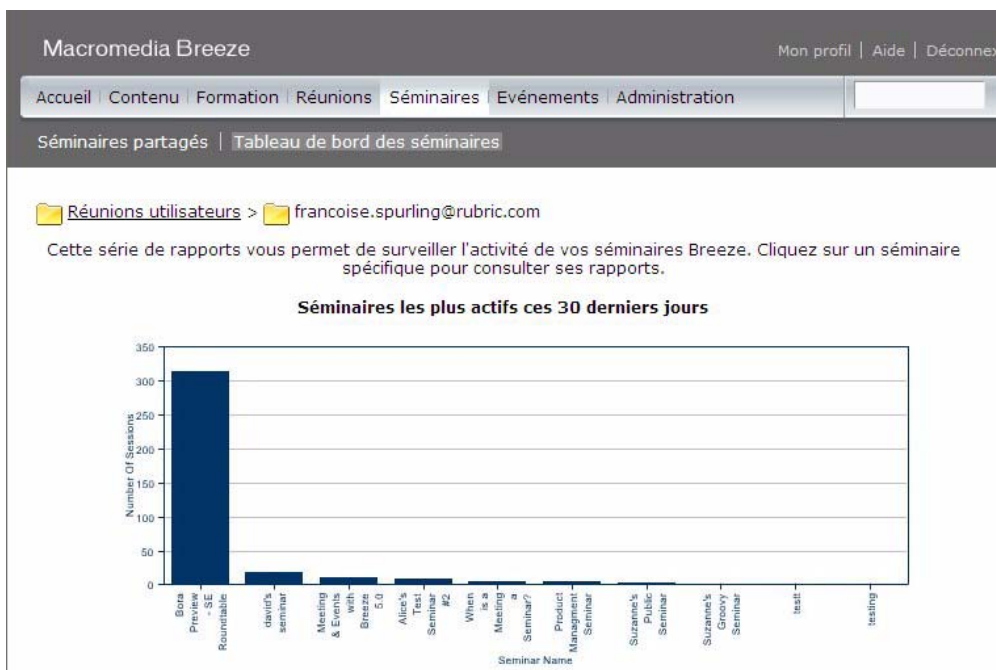 Macromedia Breeze
Mon profil | Aide | Déconnex
Accueil | Contenu | Formation | Réunions | Séminaires | Evénements | Administration
Séminaires partagés | Tableau de bord des séminaires
Réunions utilisateurs > francoise.spurling@rubric.com
Cette série de rapports vous permet de surveiller l'activité de vos séminaires Breeze. Cliquez sur un séminaire
spécifique pour consulter ses rapports.
Séminaires les plus actifs ces 30 derniers jours
Number Of Sessions
350
300
250
200
150
100
50
0
Bota
Preview
- SE
Roundtable
david's
seminar
Meeting
& Events
with
Breeze
5.0
Alice's
Test
Seminar
#2
When
is a
Meeting
a
Seminar?
Product
Managment
Seminar
Suzanne's
Public
Seminar
Suzanne's
Groovy
Seminar
testt
testing
Seminar Name